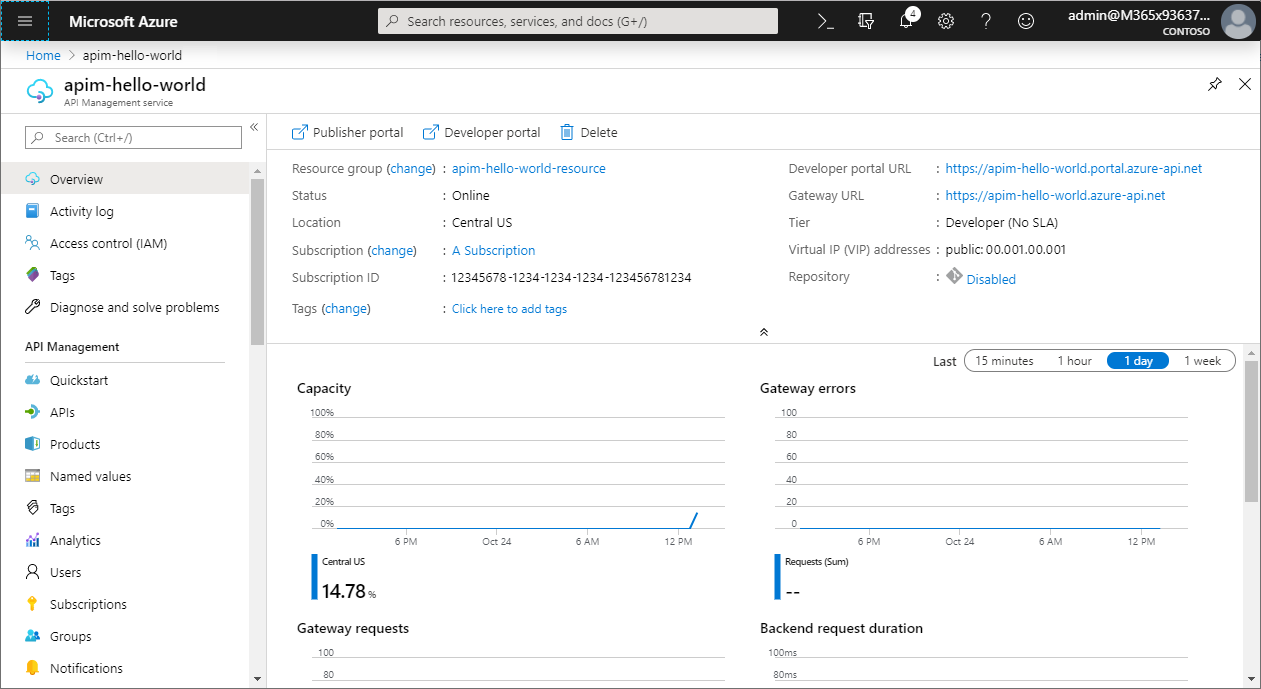 Microsoft Azure
Search resources, services, and docs (G+/)
4
admin@M365x93637...
CONTOSO
Home > apim-hello-world
apim-hello-world
API Management service
Search (Ctrl+/)
«
Overview
Activity log
Access control (IAM)
Tags
Diagnose and solve problems
API Management
Quickstart
APIs
Products
Named values
Tags
Analytics
Users
Subscriptions
Groups
Notifications
Publisher portal
Developer portal
Delete
Resource group (change) : apim-hello-world-resource
Status : Online
Location : Central US
Subscription (change) : A Subscription
Subscription ID : 12345678-1234-1234-1234-123456781234
Tags (change) : Click here to add tags
Developer portal URL : https://apim-hello-world.portal.azure-api.net
Gateway URL : https://apim-hello-world.azure-api.net
Tier : Developer (No SLA)
Virtual IP (VIP) addresses : public: 00.001.00.001
Repository : Disabled
Last 15 minutes 1 hour 1 day 1 week
Capacity
100%
80%
60%
40%
20%
0%
6 PM Oct 24 6 AM 12 PM
Central US
14.78 %
Gateway errors
100
80
60
40
20
0
6 PM Oct 24 6 AM 12 PM
Requests (Sum)
--
Gateway requests
100
80
Backend request duration
100ms
80ms